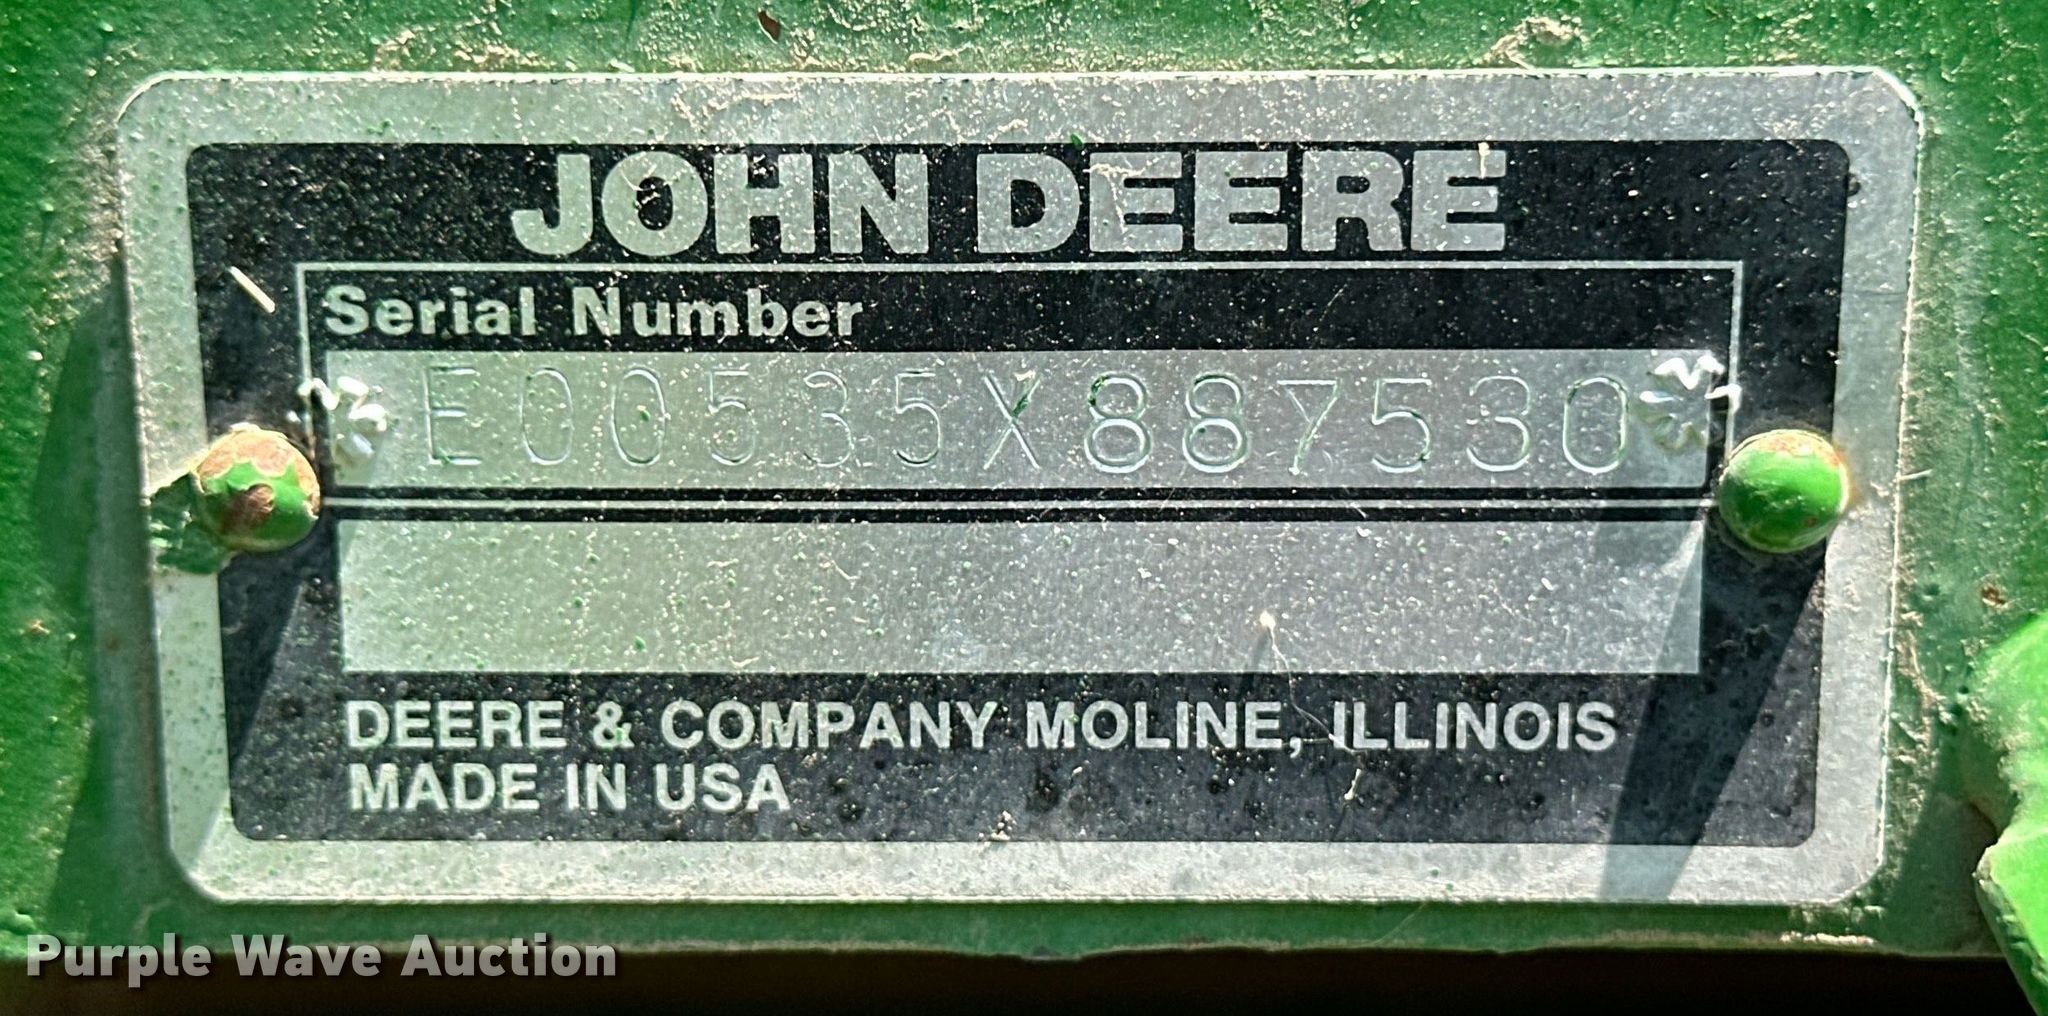 JOHN DEERE
Serial Number
E00535X887530
DEERE & COMPANY MOLINE, ILLINOIS
MADE IN USA
Purple Wave Auction